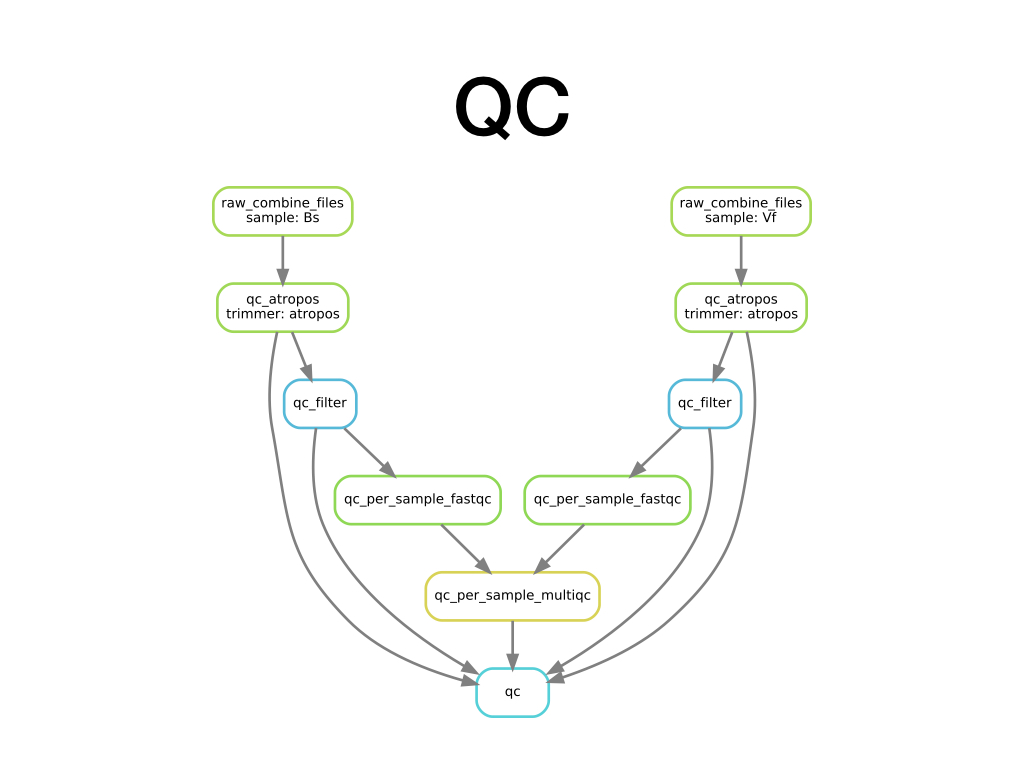 QC
raw_combine_files
sample: Bs
raw_combine_files
sample: Vf
qc_atropos
trimmer: atropos
qc_atropos
trimmer: atropos
qc_filter
qc_filter
qc_per_sample_fastqc
qc_per_sample_fastqc
qc_per_sample_multiqc
qc